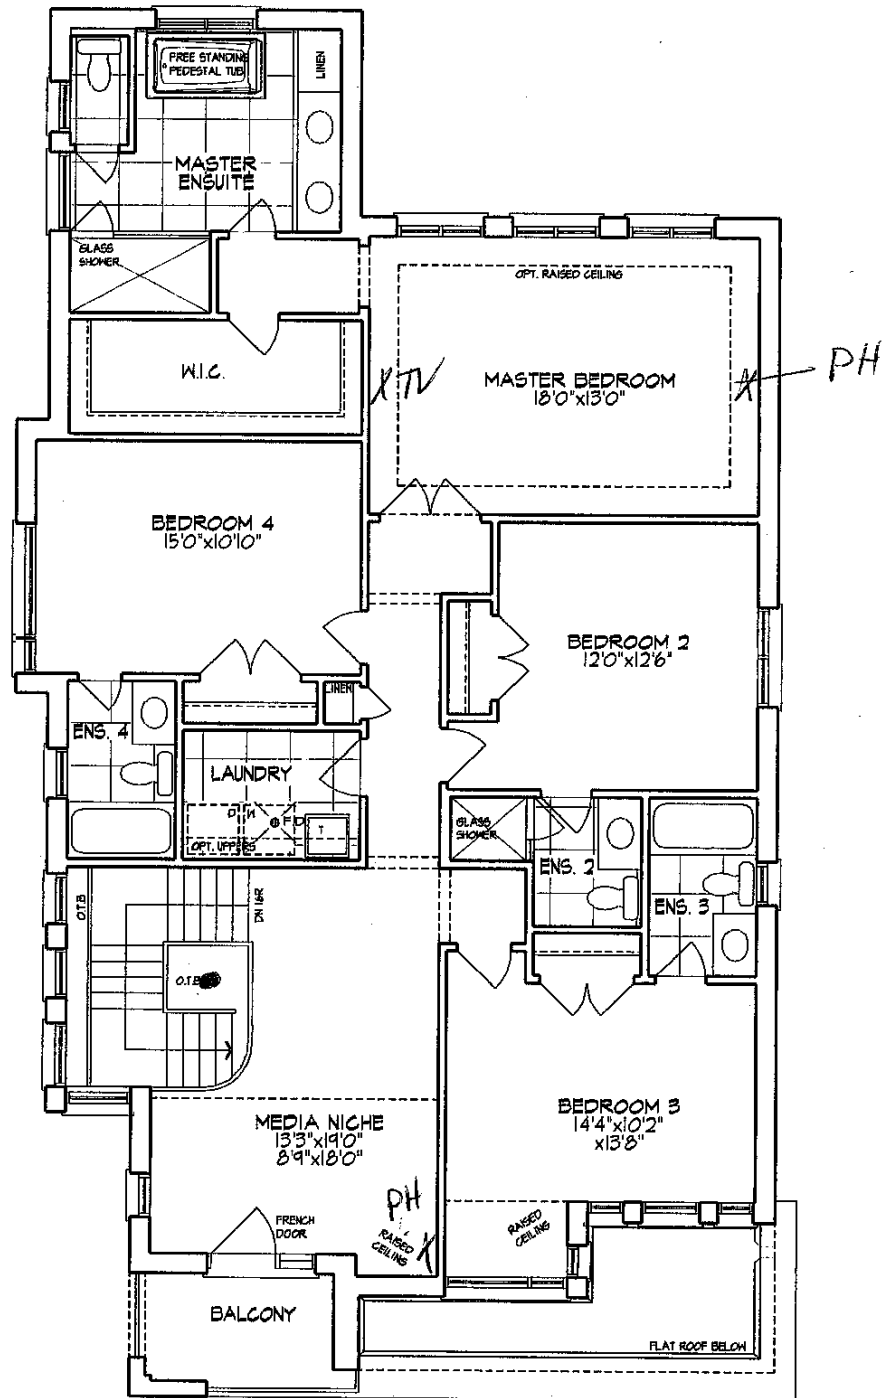 FREE STANDING
PEDESTAL TUB
LINEN
MASTER
ENSUITE
GLASS
SHOWER
OPT. RAISED CEILING
W.I.C.
X TV
MASTER BEDROOM
18'0"x13'0"
X
PH
BEDROOM 4
15'0"x10'10"
BEDROOM 2
12'0"x12'6"
LINEN
ENS. 4
LAUNDRY
D
W
F.D.
T
OPT. UPPERS
GLASS
SHOWER
ENS. 2
ENS. 3
O.T.B
DN 16R
O.T.B
MEDIA NICHE
13'3"x19'0"
8'9"x18'0"
BEDROOM 3
14'4"x10'2"
x13'8"
PH
X
RAISED
CEILING
RAISED
CEILING
FRENCH
DOOR
BALCONY
FLAT ROOF BELOW